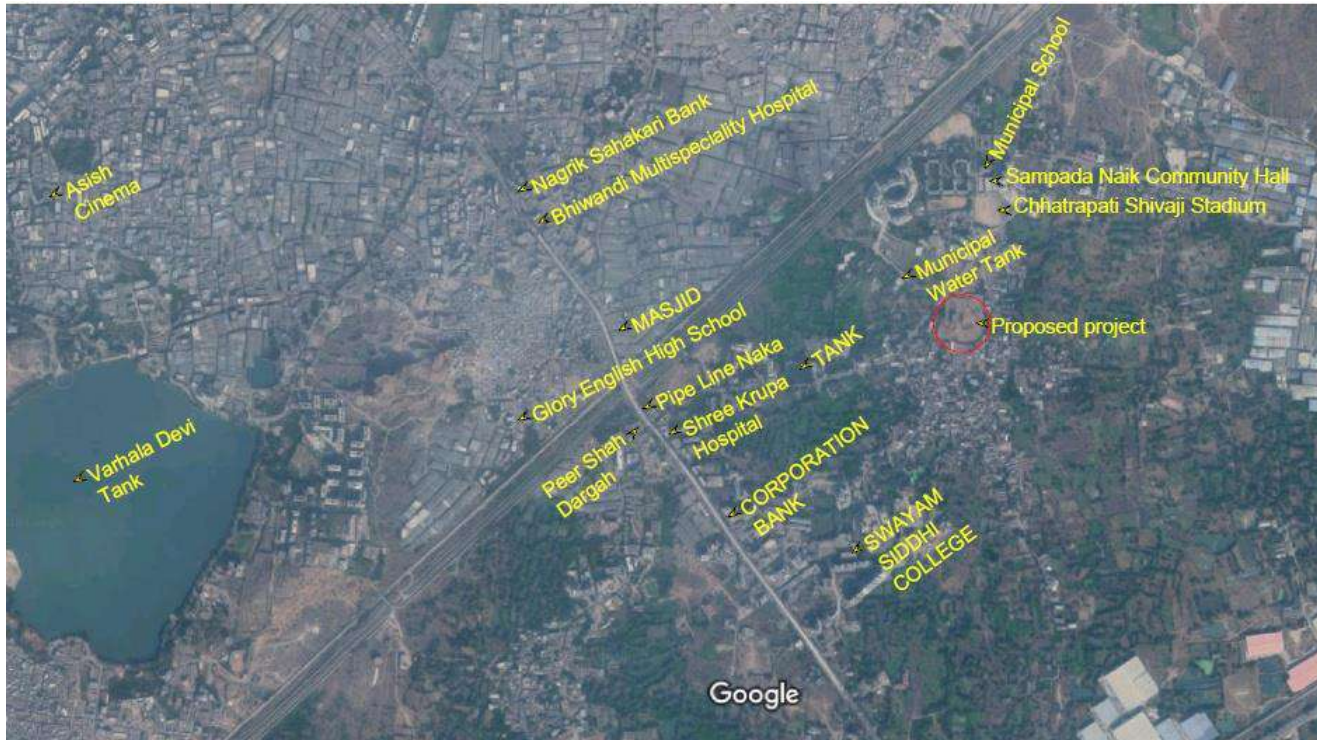 Municipal School
Nagrik Sahakari Bank
Bhiwandi Multispeciality Hospital
Asish
Cinema
Sampada Naik Community Hall
Chhatrapati Shivaji Stadium
Municipal
Water Tank
MASJID
Proposed project
Glory English High School
TANK
Pipe Line Naka
Shree Krupa
Hospital
Peer Shah
Dargah
Varhala Devi
Tank
CORPORATION
BANK
SWAYAM
SIDDHI
COLLEGE
Google